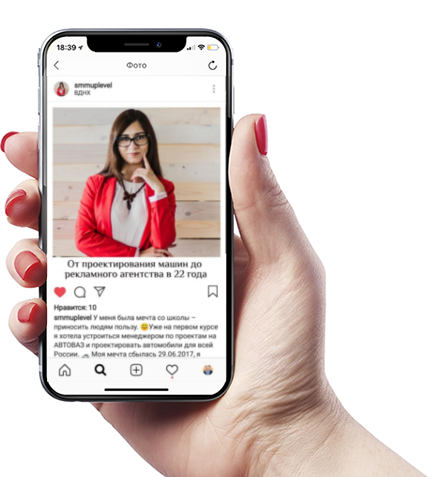 18:39
Фото
smmuplevel
ВДНХ
От проектирования машин до
рекламного агентства в 22 года
Нравится: 10
smmuplevel У меня была мечта со школы –
приносить людям пользу. 😊Уже на первом курсе
я хотела устроиться менеджером по проектам на
АВТОВАЗ и проектировать автомобили для всей
России. 🚗 Моя мечта сбылась 29.06.2017, я